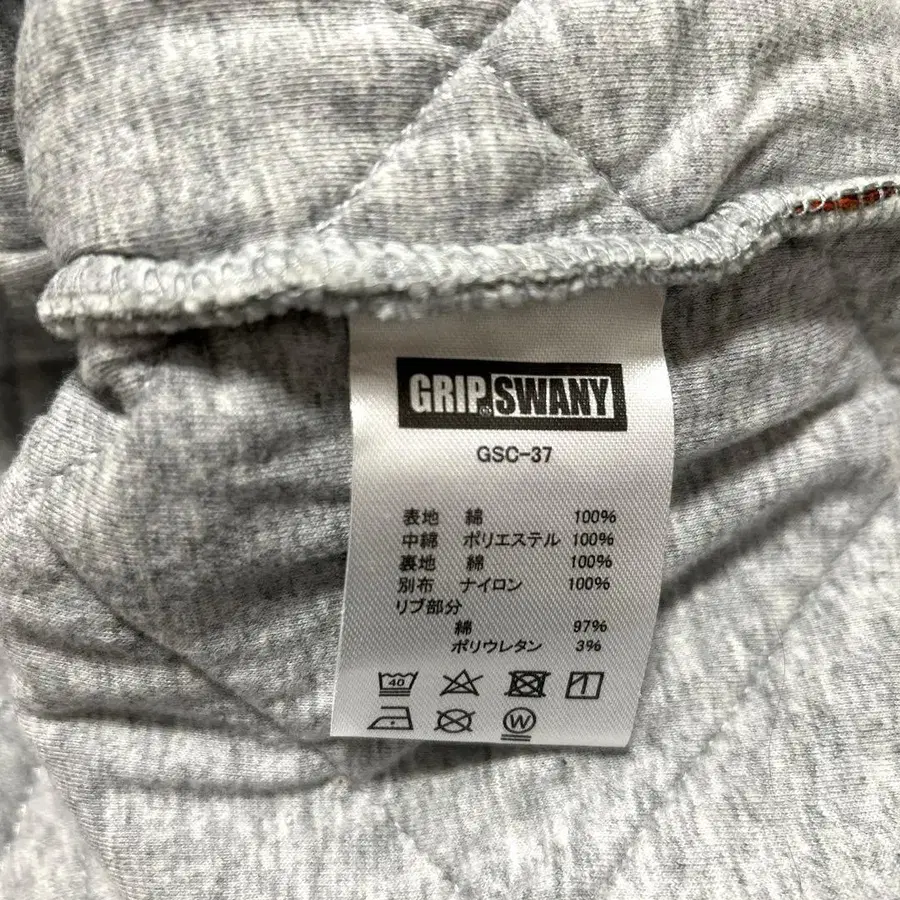 GRIP® SWANY
GSC-37
表地 綿 100%
中綿 ポリエステル 100%
裏地 綿 100%
別布 ナイロン 100%
リブ部分
綿 97%
ポリウレタン 3%
40
W